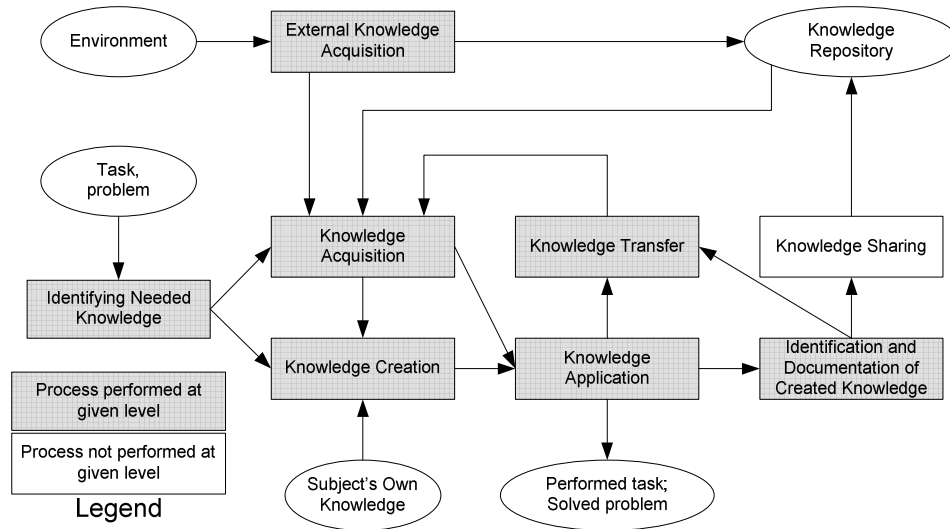 Environment
External Knowledge
Acquisition
Knowledge
Repository
Task,
problem
Knowledge
Acquisition
Knowledge Transfer
Knowledge Sharing
Identifying Needed
Knowledge
Knowledge Creation
Knowledge
Application
Identification and
Documentation of
Created Knowledge
Process performed at
given level
Process not performed at
given level
Legend
Subject's Own
Knowledge
Performed task;
Solved problem